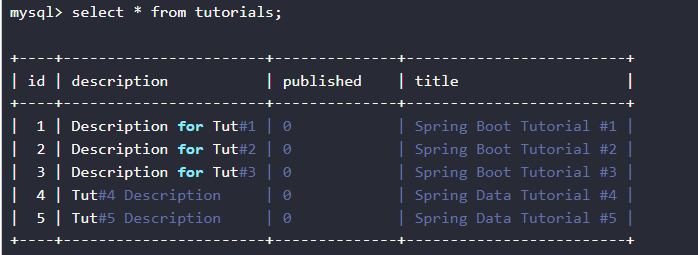 mysql> select * from tutorials;
+----+-----------------------+--------------+-------------------------+
| id | description           | published    | title                   |
+----+-----------------------+--------------+-------------------------+
|  1 | Description for Tut#1 | 0            | Spring Boot Tutorial #1 |
|  2 | Description for Tut#2 | 0            | Spring Boot Tutorial #2 |
|  3 | Description for Tut#3 | 0            | Spring Boot Tutorial #3 |
|  4 | Tut#4 Description     | 0            | Spring Data Tutorial #4 |
|  5 | Tut#5 Description     | 0            | Spring Data Tutorial #5 |
+----+-----------------------+--------------+-------------------------+